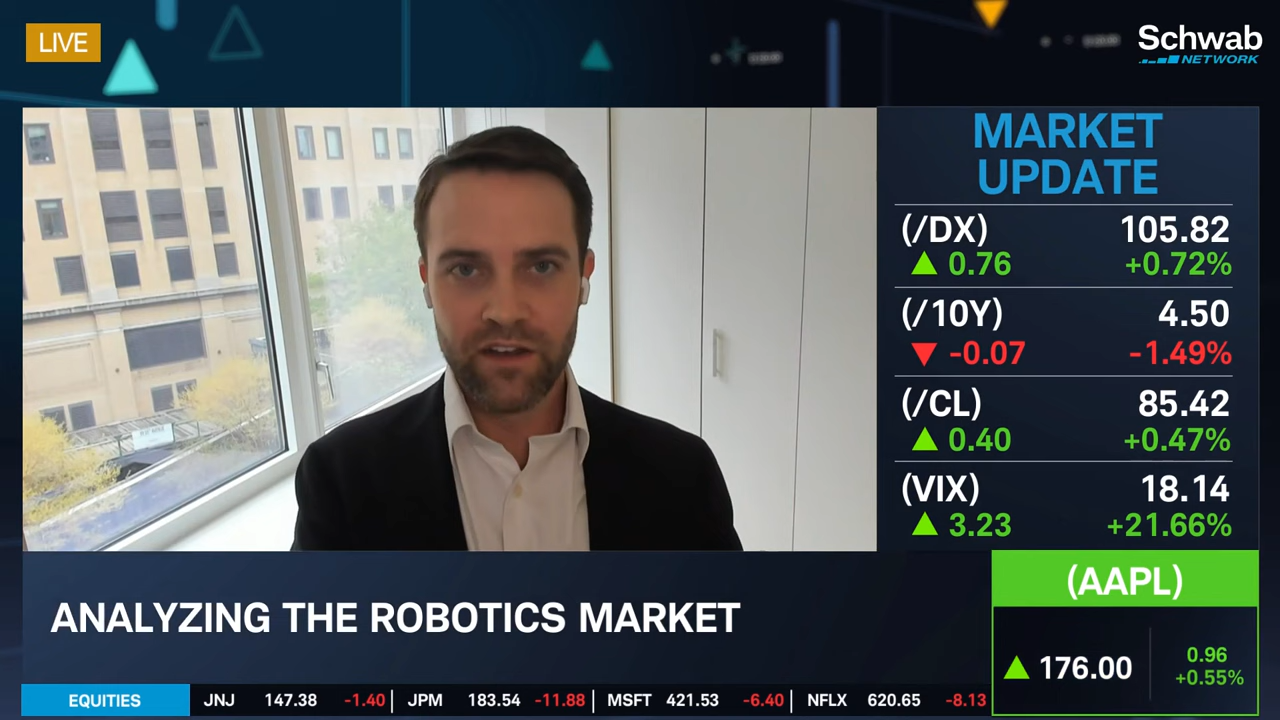 LIVE
Schwab
NETWORK
MARKET
UPDATE
(/DX) 105.82
▲ 0.76 +0.72%
(/10Y) 4.50
▼ -0.07 -1.49%
(/CL) 85.42
▲ 0.40 +0.47%
(VIX) 18.14
▲ 3.23 +21.66%
ANALYZING THE ROBOTICS MARKET
(AAPL)
▲ 176.00
0.96
+0.55%
EQUITIES JNJ 147.38 -1.40 JPM 183.54 -11.88 MSFT 421.53 -6.40 NFLX 620.65 -8.13